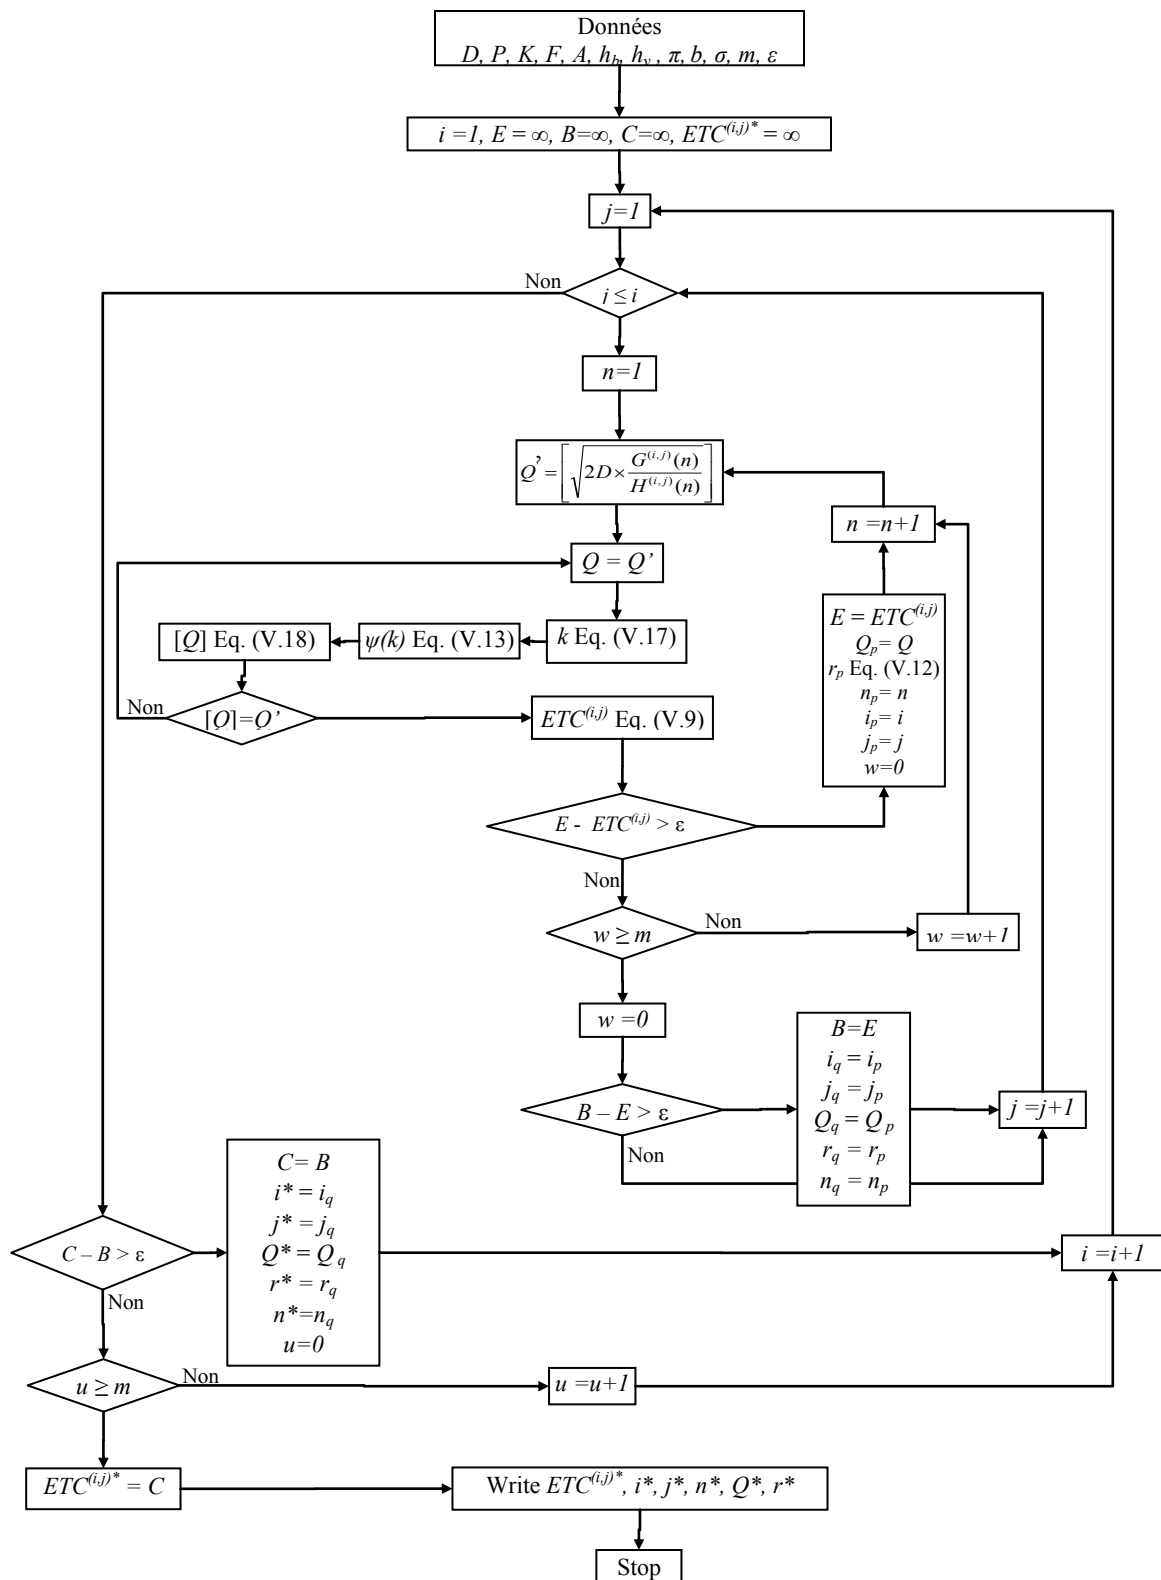 Données
D, P, K, F, A, h_b, h_v, π, b, σ, m, ε
i =1, E = ∞, B=∞, C=∞, ETC^(i,j)* = ∞
j=1
Non
j ≤ i
n=1
Q' = [√(2D × G^(i,j)(n) / H^(i,j)(n))]
n =n+1
Q = Q'
[Q] Eq. (V.18)
ψ(k) Eq. (V.13)
k Eq. (V.17)
E = ETC^(i,j)
Q_p= Q
r_p Eq. (V.12)
n_p= n
i_p= i
j_p= j
w=0
Non
[Q]=Q'
ETC^(i,j) Eq. (V.9)
E - ETC^(i,j) > ε
Non
w ≥ m
Non
w =w+1
w =0
B=E
i_q = i_p
j_q = j_p
Q_q = Q_p
r_q = r_p
n_q = n_p
B – E > ε
j =j+1
Non
C= B
i* = i_q
j* = j_q
Q* = Q_q
r* = r_q
n*=n_q
u=0
C – B > ε
i =i+1
Non
u ≥ m
Non
u =u+1
ETC^(i,j)* = C
Write ETC^(i,j)*, i*, j*, n*, Q*, r*
Stop